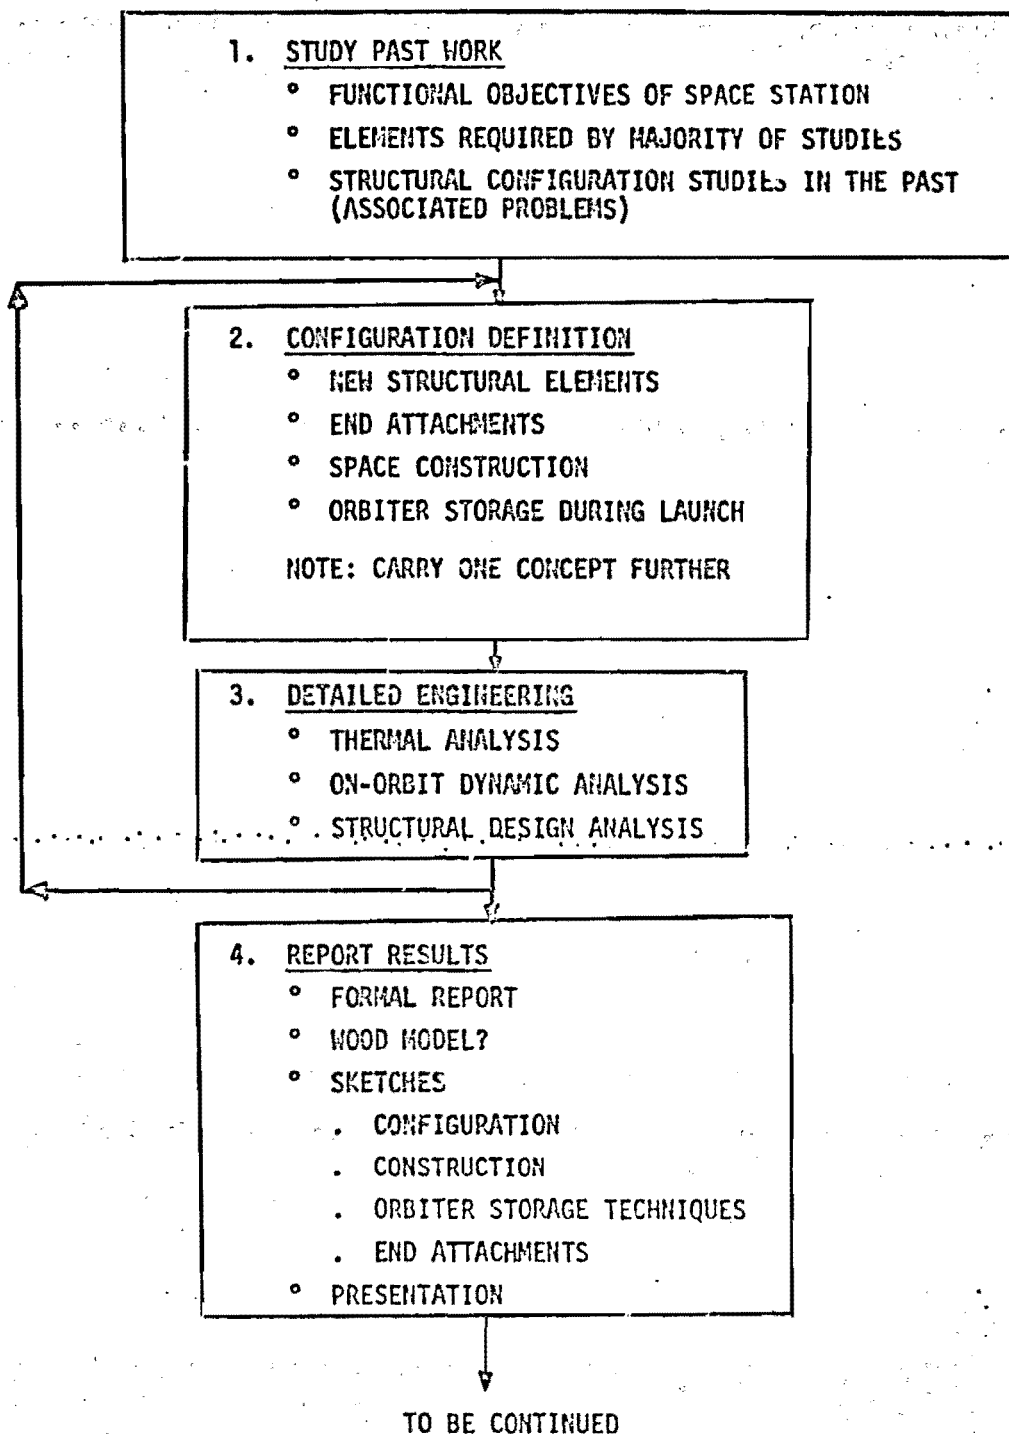 1. STUDY PAST WORK
° FUNCTIONAL OBJECTIVES OF SPACE STATION
° ELEMENTS REQUIRED BY MAJORITY OF STUDIES
° STRUCTURAL CONFIGURATION STUDIES IN THE PAST
(ASSOCIATED PROBLEMS)
2. CONFIGURATION DEFINITION
° NEW STRUCTURAL ELEMENTS
° END ATTACHMENTS
° SPACE CONSTRUCTION
° ORBITER STORAGE DURING LAUNCH
NOTE: CARRY ONE CONCEPT FURTHER
3. DETAILED ENGINEERING
° THERMAL ANALYSIS
° ON-ORBIT DYNAMIC ANALYSIS
° STRUCTURAL DESIGN ANALYSIS
4. REPORT RESULTS
° FORMAL REPORT
° WOOD MODEL?
° SKETCHES
. CONFIGURATION
. CONSTRUCTION
. ORBITER STORAGE TECHNIQUES
. END ATTACHMENTS
° PRESENTATION
TO BE CONTINUED